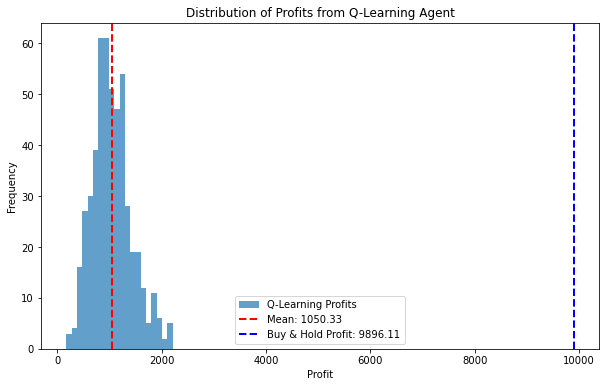 Distribution of Profits from Q-Learning Agent
Frequency
60
50
40
30
20
10
0
Q-Learning Profits
Mean: 1050.33
Buy & Hold Profit: 9896.11
0
2000
4000
6000
8000
10000
Profit